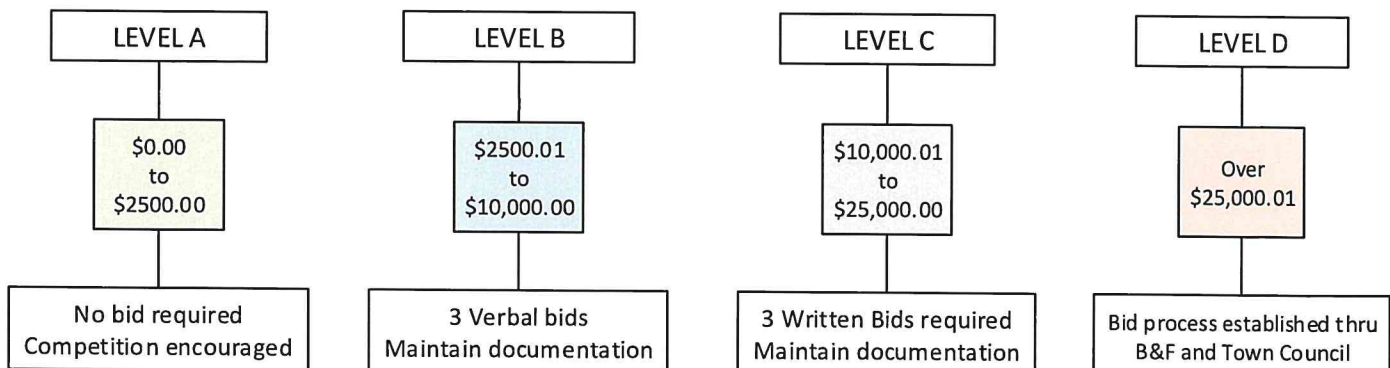 LEVEL A
$0.00
to
$2500.00
No bid required
Competition encouraged
LEVEL B
$2500.01
to
$10,000.00
3 Verbal bids
Maintain documentation
LEVEL C
$10,000.01
to
$25,000.00
3 Written Bids required
Maintain documentation
LEVEL D
Over
$25,000.01
Bid process established thru
B&F and Town Council